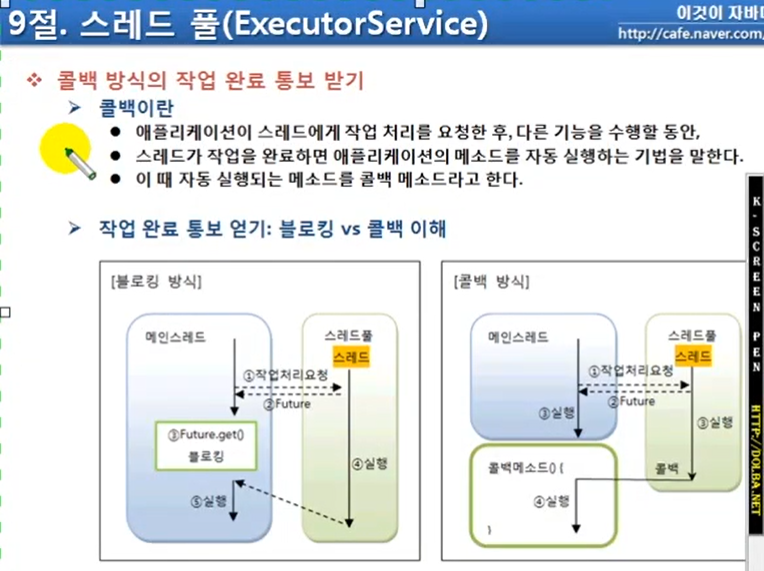 9절. 스레드 풀(ExecutorService)
이것이 자바다
http://cafe.naver.com/
콜백 방식의 작업 완료 통보 받기
콜백이란
애플리케이션이 스레드에게 작업 처리를 요청한 후, 다른 기능을 수행할 동안,
스레드가 작업을 완료하면 애플리케이션의 메소드를 자동 실행하는 기법을 말한다.
이 때 자동 실행되는 메소드를 콜백 메소드라고 한다.
작업 완료 통보 얻기: 블로킹 vs 콜백 이해
[블로킹 방식]
메인스레드
스레드풀
스레드
①작업처리요청
②Future
③Future.get()
블로킹
④실행
⑤실행
[콜백 방식]
메인스레드
스레드풀
스레드
①작업처리요청
②Future
③실행
③실행
콜백메소드() {
콜백
④실행
}
K-SCREEN PEN
HTTP://DOLBA.NET